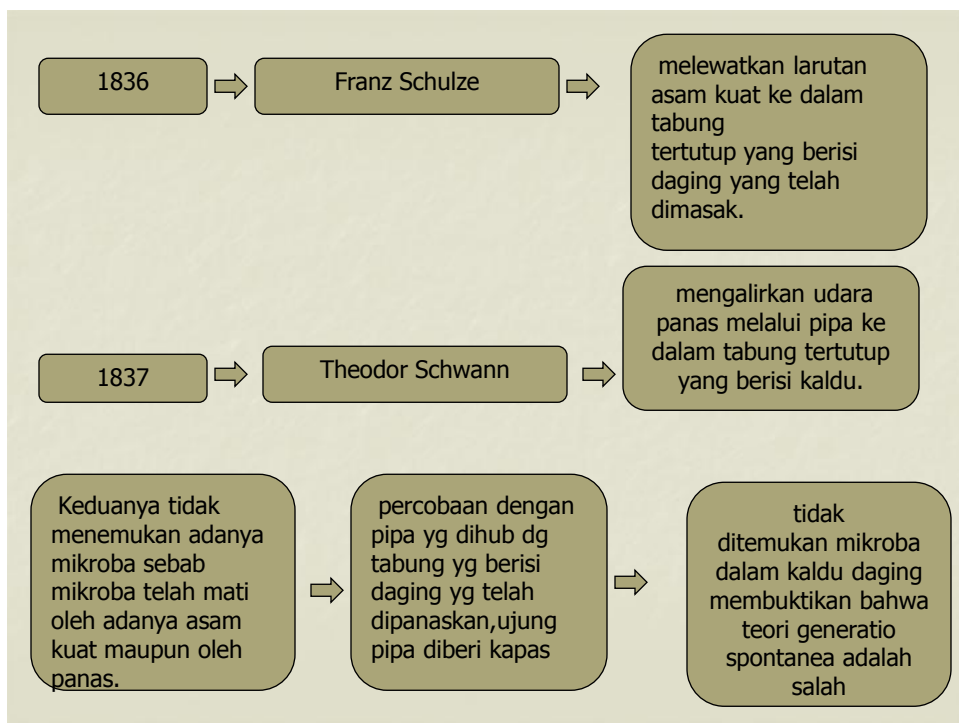 1836
Franz Schulze
melewatkan larutan
asam kuat ke dalam
tabung
tertutup yang berisi
daging yang telah
dimasak.
1837
Theodor Schwann
mengalirkan udara
panas melalui pipa ke
dalam tabung tertutup
yang berisi kaldu.
Keduanya tidak
menemukan adanya
mikroba sebab
mikroba telah mati
oleh adanya asam
kuat maupun oleh
panas.
percobaan dengan
pipa yg dihub dg
tabung yg berisi
daging yg telah
dipanaskan,ujung
pipa diberi kapas
tidak
ditemukan mikroba
dalam kaldu daging
membuktikan bahwa
teori generatio
spontanea adalah
salah